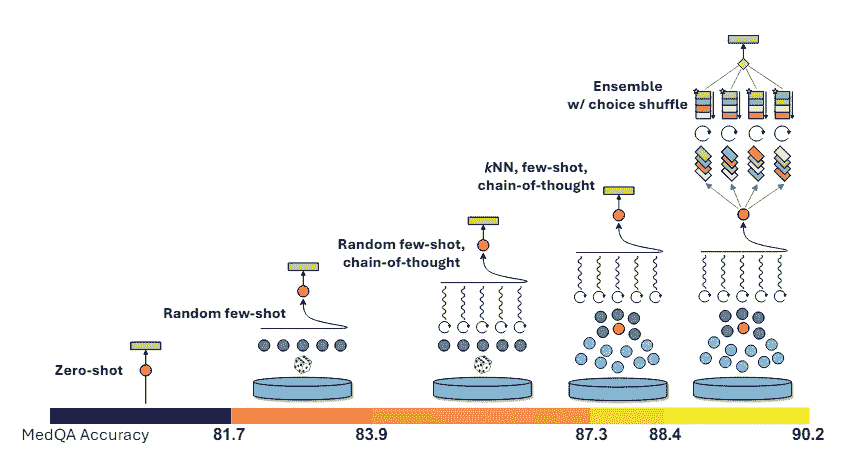 Ensemble
w/ choice shuffle
kNN, few-shot,
chain-of-thought
Random few-shot,
chain-of-thought
Random few-shot
Zero-shot
MedQA Accuracy 81.7 83.9 87.3 88.4 90.2